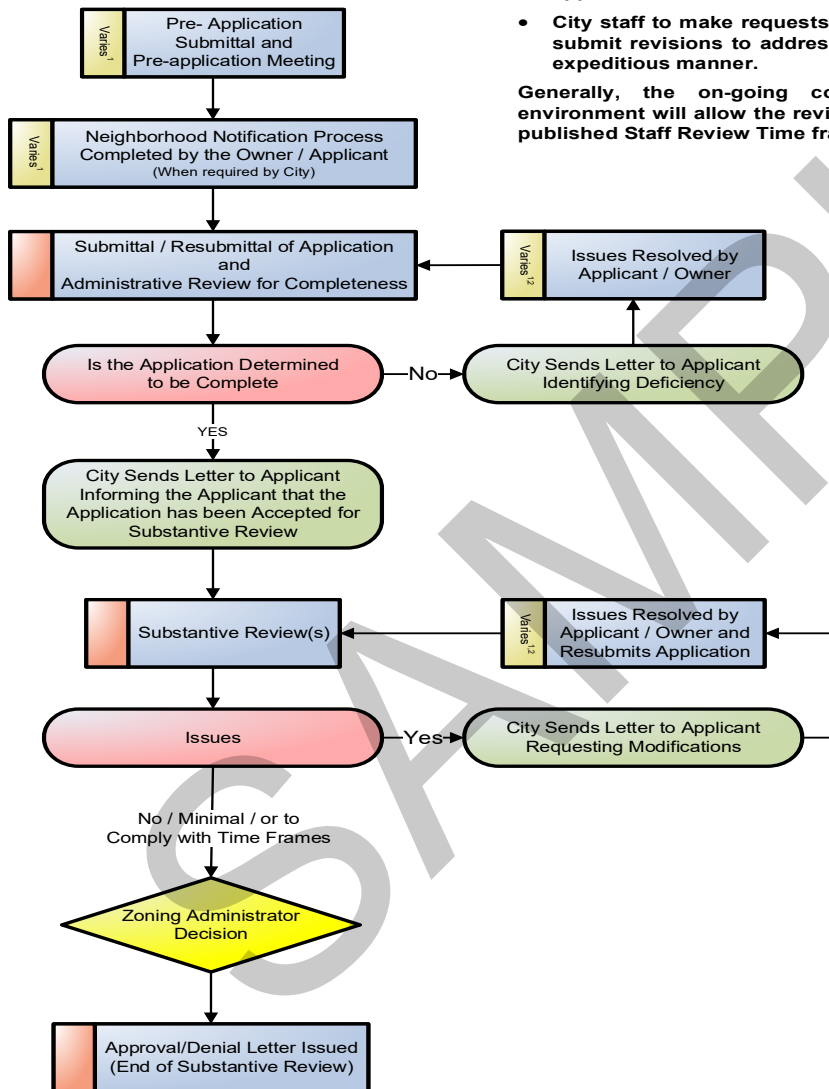 Pre- Application
Submittal and
Pre-application Meeting
Varies1
• City staff to make requests
submit revisions to addres
expeditious manner.
Generally, the on-going co
environment will allow the revi
published Staff Review Time fra
Neighborhood Notification Process
Completed by the Owner / Applicant
(When required by City)
Varies1
Submittal / Resubmittal of Application
and
Administrative Review for Completeness
Issues Resolved by
Applicant / Owner
Varies12
Is the Application Determined
to be Complete
No
City Sends Letter to Applicant
Identifying Deficiency
YES
City Sends Letter to Applicant
Informing the Applicant that the
Application has been Accepted for
Substantive Review
Substantive Review(s)
Issues Resolved by
Applicant / Owner and
Resubmits Application
Varies12
Issues
Yes
City Sends Letter to Applicant
Requesting Modifications
No / Minimal / or to
Comply with Time Frames
Zoning Administrator
Decision
Approval/Denial Letter Issued
(End of Substantive Review)
SAMP